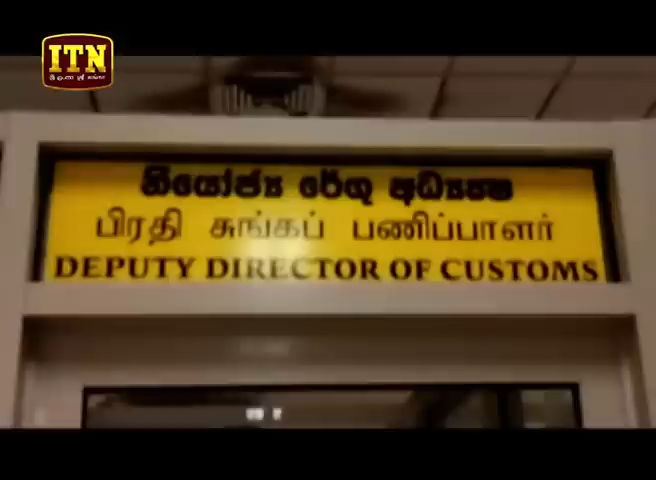 ITN
නියෝජ්‍ය රේගු අධ්‍යක්ෂ
பிரதி சுங்கப் பணிப்பாளர்
DEPUTY DIRECTOR OF CUSTOMS